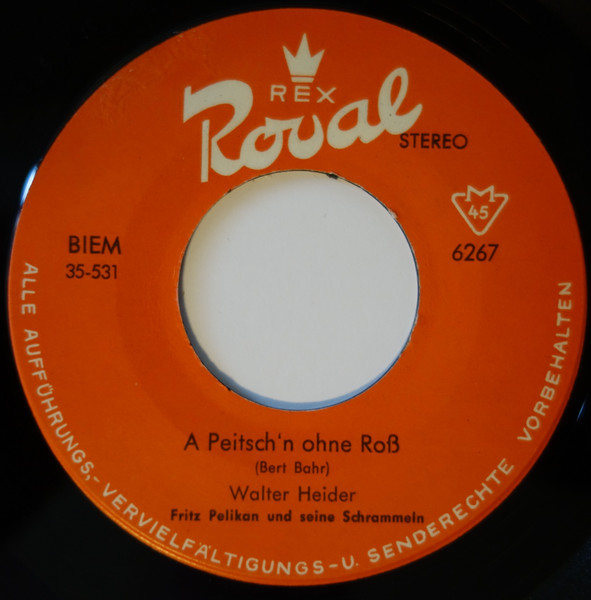 REX
Royal
STEREO
M
45
BIEM
35-531
6267
A Peitsch'n ohne Roß
(Bert Bahr)
Walter Heider
Fritz Pelikan und seine Schrammeln
ALLE AUFFÜHRUNGS,- VERVIELFÄLTIGUNGS-U. SENDERECHTE VORBEHALTEN